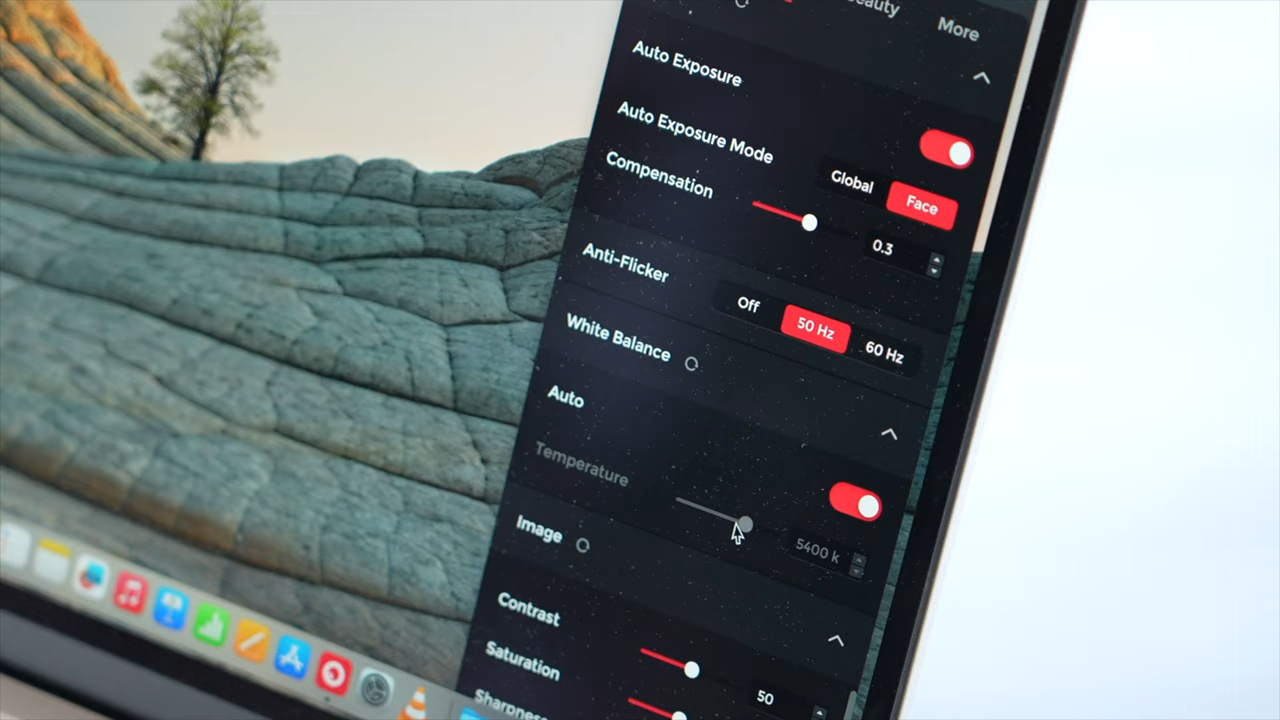 More
Auto Exposure
Auto Exposure Mode
Global Face
Compensation
0.3
Anti-Flicker
Off 50 Hz 60 Hz
White Balance
Auto
Temperature
5400 k
Image
Contrast
50
Saturation